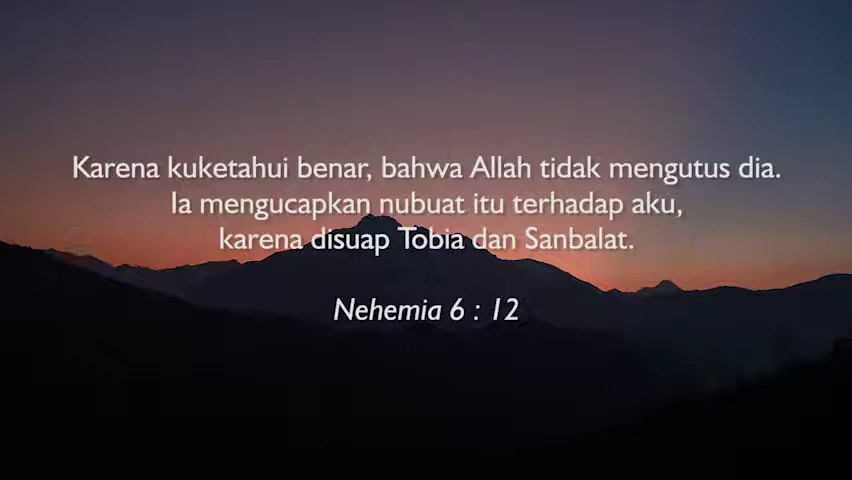 Karena kuketahui benar, bahwa Allah tidak mengutus dia.
Ia mengucapkan nubuat itu terhadap aku,
karena disuap Tobia dan Sanbalat.
Nehemia 6 : 12